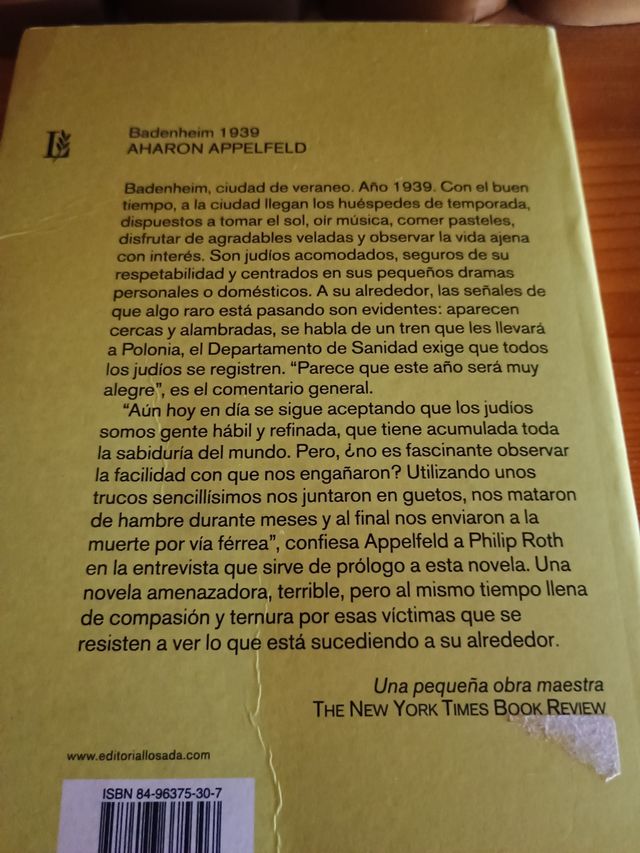 Badenheim 1939
AHARON APPELFELD
Badenheim, ciudad de veraneo. Año 1939. Con el buen
tiempo, a la ciudad llegan los huéspedes de temporada,
dispuestos a tomar el sol, oír música, comer pasteles,
disfrutar de agradables veladas y observar la vida ajena
con interés. Son judíos acomodados, seguros de su
respetabilidad y centrados en sus pequeños dramas
personales o domésticos. A su alrededor, las señales de
que algo raro está pasando son evidentes: aparecen
cercas y alambradas, se habla de un tren que les llevará
a Polonia, el Departamento de Sanidad exige que todos
los judíos se registren. “Parece que este año será muy
alegre”, es el comentario general.
“Aún hoy en día se sigue aceptando que los judíos
somos gente hábil y refinada, que tiene acumulada toda
la sabiduría del mundo. Pero, ¿no es fascinante observar
la facilidad con que nos engañaron? Utilizando unos
trucos sencillísimos nos juntaron en guetos, nos mataron
de hambre durante meses y al final nos enviaron a la
muerte por vía férrea”, confiesa Appelfeld a Philip Roth
en la entrevista que sirve de prólogo a esta novela. Una
novela amenazadora, terrible, pero al mismo tiempo llena
de compasión y ternura por esas víctimas que se
resisten a ver lo que está sucediendo a su alrededor.
Una pequeña obra maestra
THE NEW YORK TIMES BOOK REVIEW
www.editoriallosada.com
ISBN 84-96375-30-7